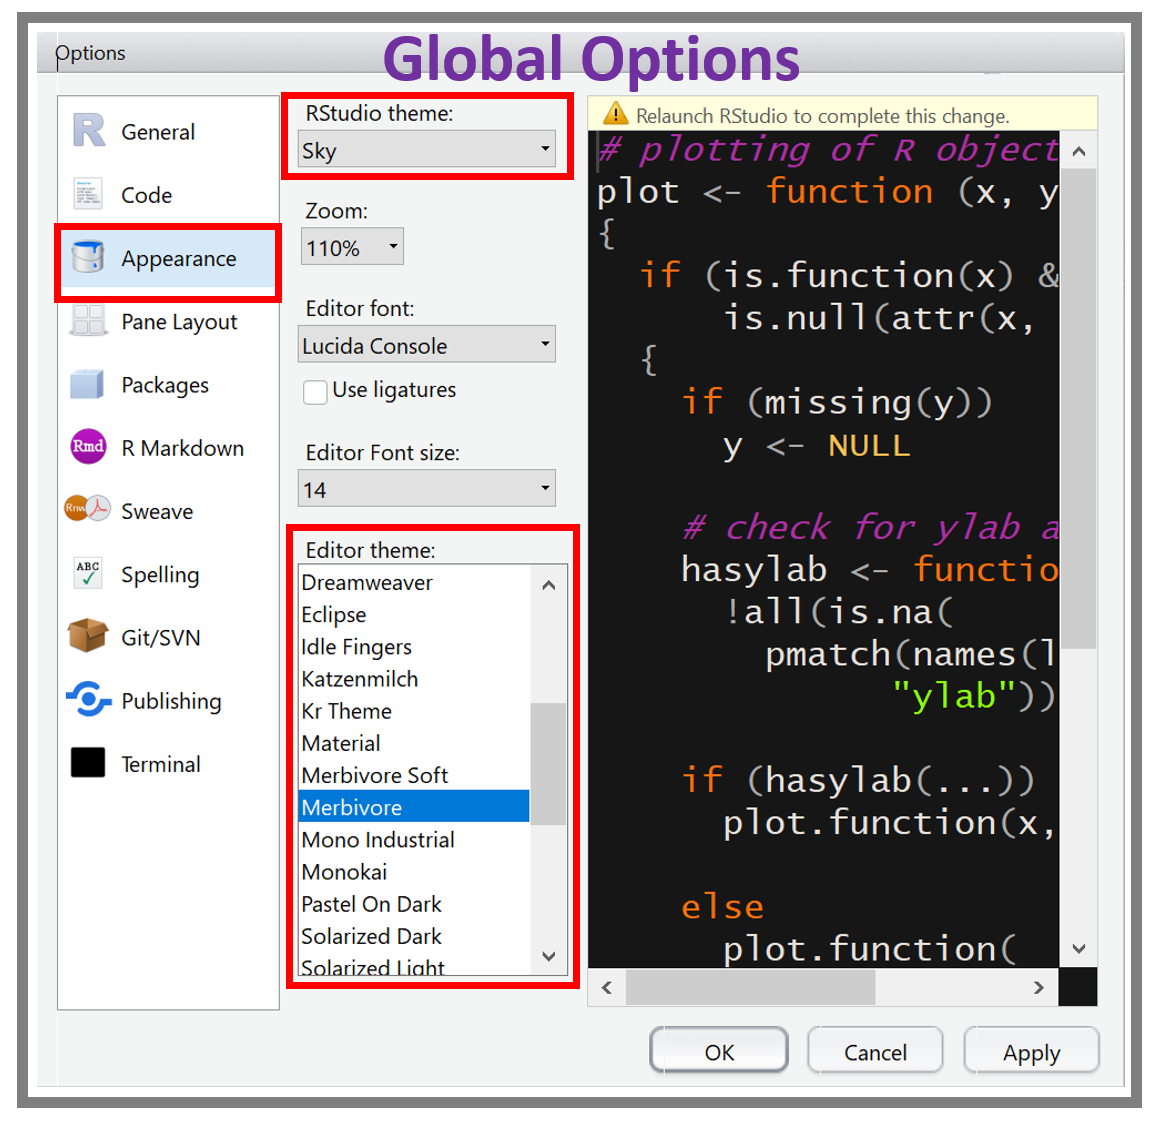 Options
Global Options
General
Code
Appearance
Pane Layout
Packages
Rmd
R Markdown
Rnw
Sweave
ABC
Spelling
Git/SVN
Publishing
Terminal
RStudio theme:
Sky
Zoom:
110%
Editor font:
Lucida Console
Use ligatures
Editor Font size:
14
Editor theme:
Dreamweaver
Eclipse
Idle Fingers
Katzenmilch
Kr Theme
Material
Merbivore Soft
Merbivore
Mono Industrial
Monokai
Pastel On Dark
Solarized Dark
Solarized Light
Relaunch RStudio to complete this change.
# plotting of R object
plot <- function (x, y
{
if (is.function(x) &
is.null(attr(x,
{
if (missing(y))
y <- NULL
# check for ylab a
hasylab <- functio
!all(is.na(
pmatch(names(l
"ylab"))
if (hasylab(...))
plot.function(x,
else
plot.function(
OK
Cancel
Apply